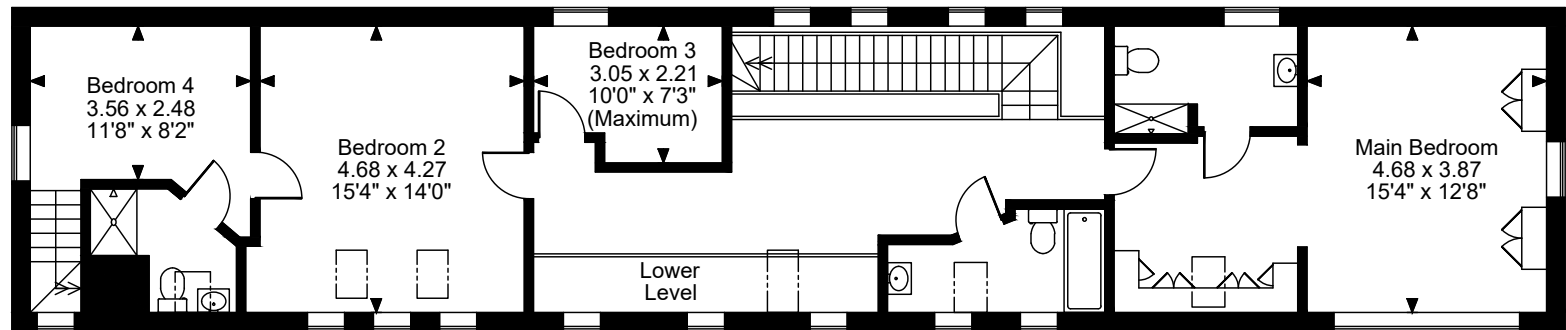 Bedroom 4
3.56 x 2.48
11'8" x 8'2"
Bedroom 2
4.68 x 4.27
15'4" x 14'0"
Bedroom 3
3.05 x 2.21
10'0" x 7'3"
(Maximum)
Lower
Level
Main Bedroom
4.68 x 3.87
15'4" x 12'8"